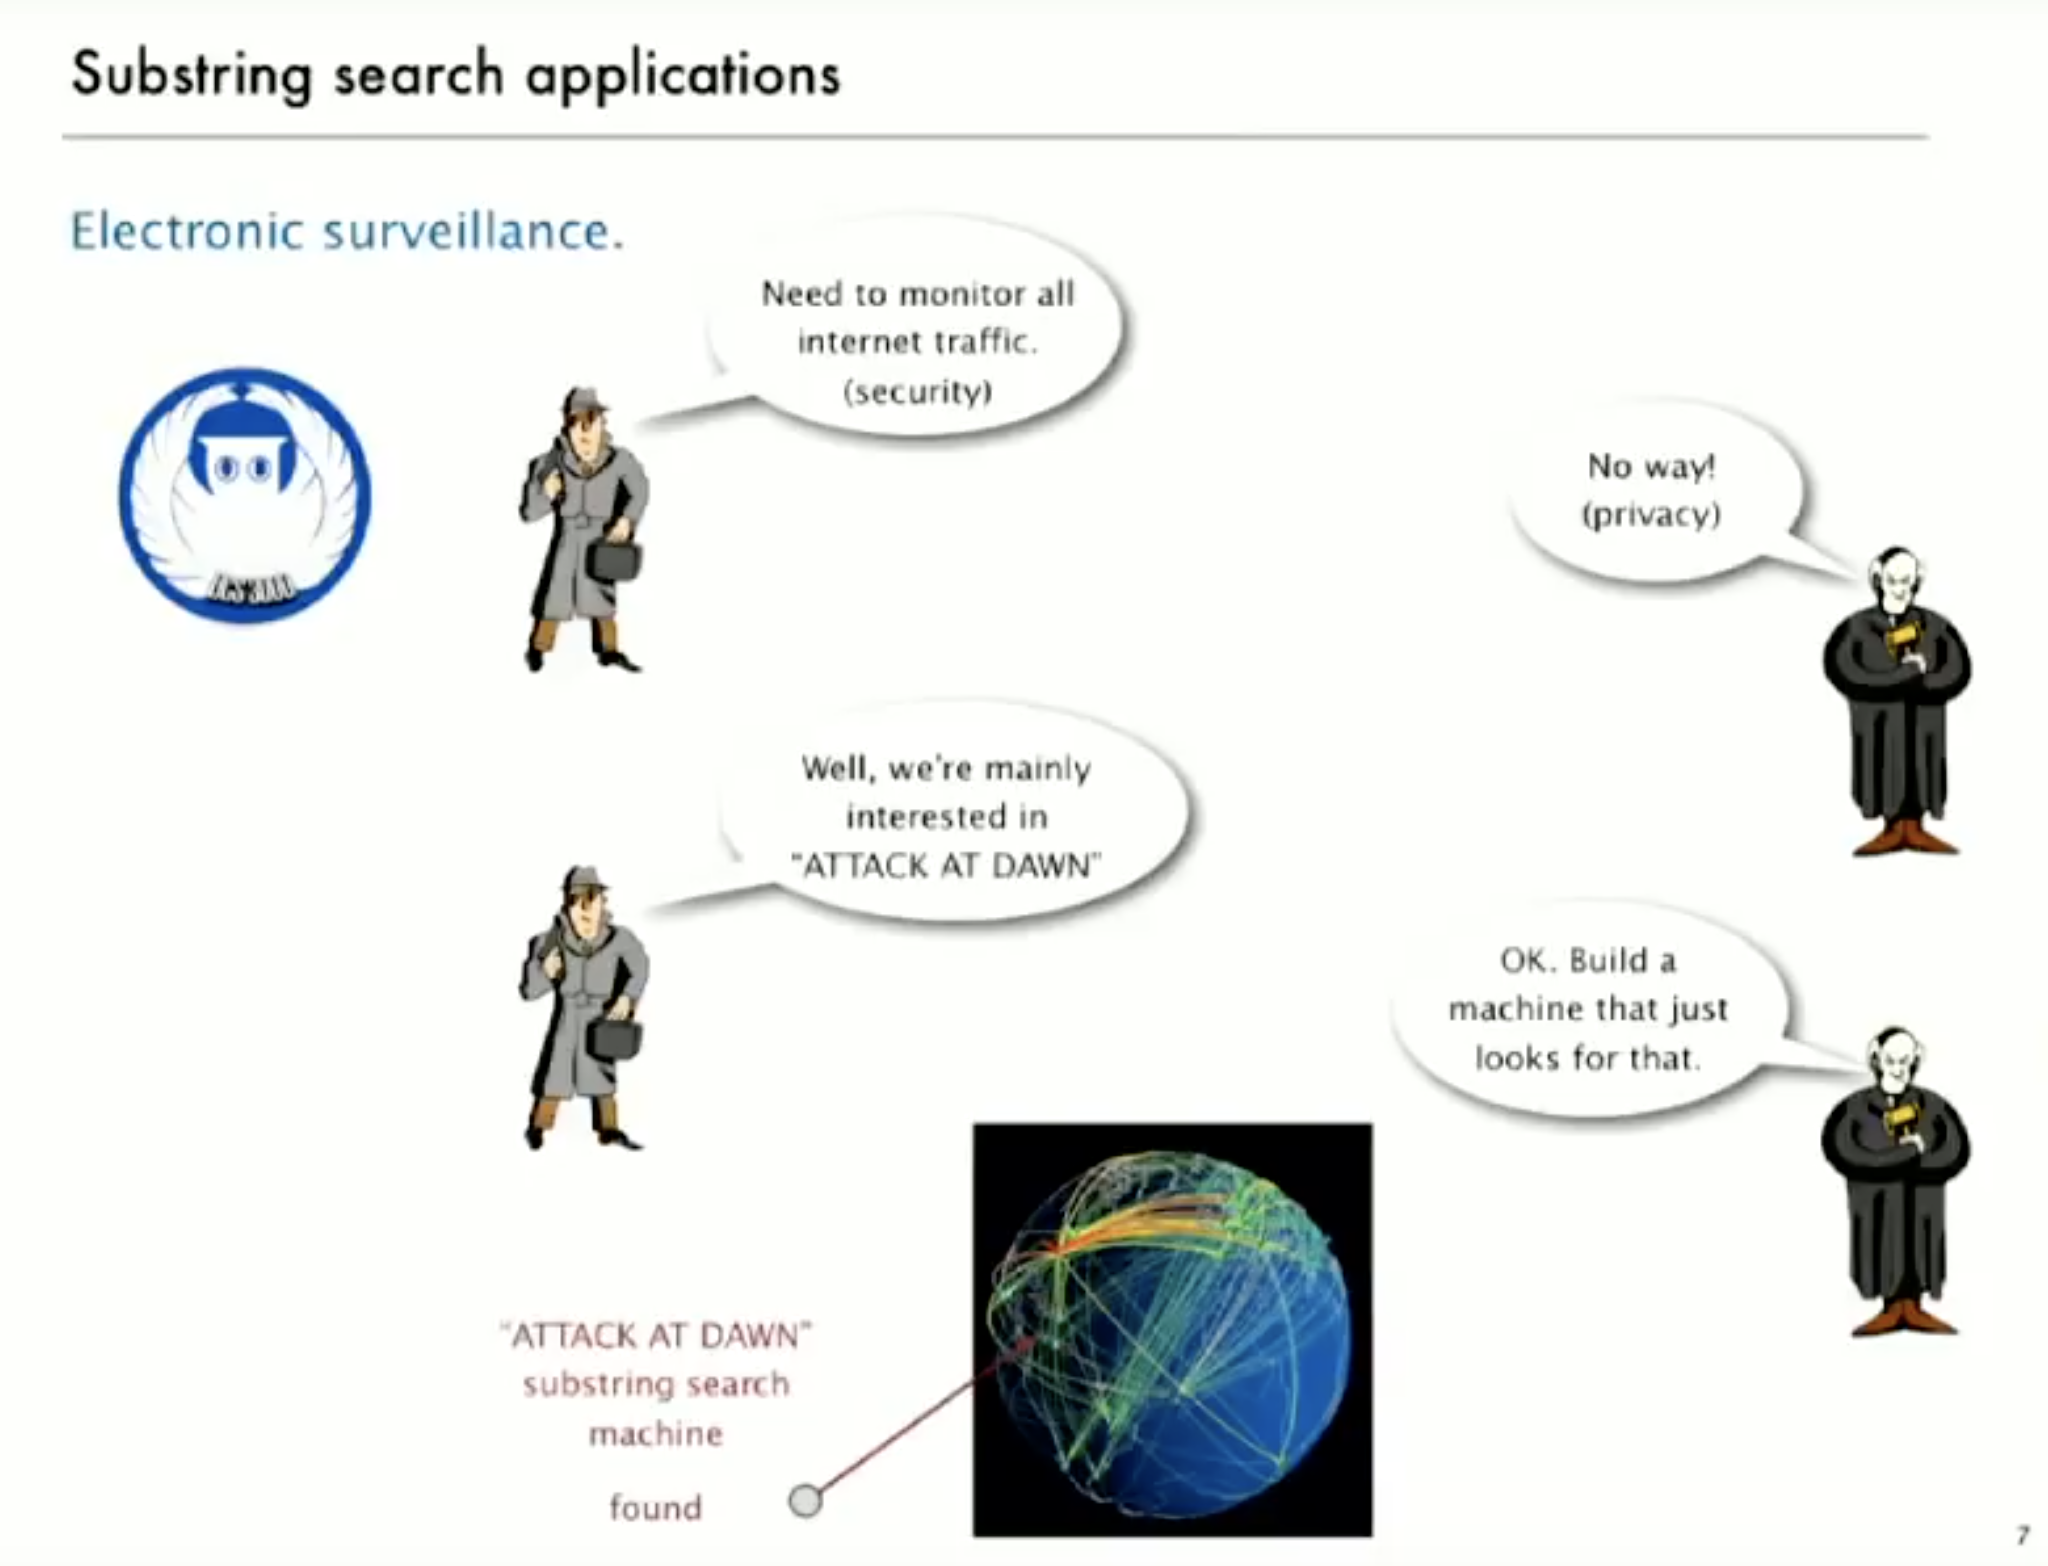 Substring search applications
Electronic surveillance.
Need to monitor all
internet traffic.
(security)
No way!
(privacy)
Well, we're mainly
interested in
"ATTACK AT DAWN"
OK. Build a
machine that just
looks for that.
"ATTACK AT DAWN"
substring search
machine
found
7